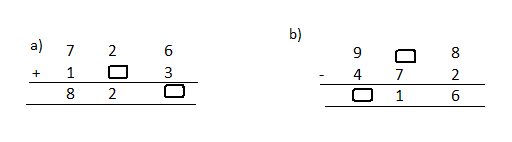 a) 7 2 6
+ 1 ☐ 3
8 2 ☐
b)
9 ☐ 8
- 4 7 2
☐ 1 6